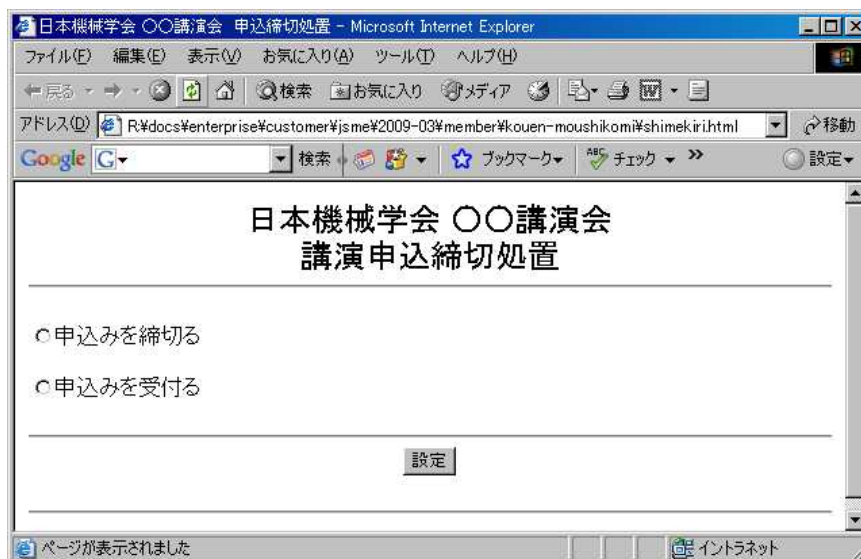 日本機械学会 〇〇講演会 申込締切処置 - Microsoft Internet Explorer
ファイル(F) 編集(E) 表示(V) お気に入り(A) ツール(T) ヘルプ(H)
戻る 検索 お気に入り メディア
アドレス(D) R:¥docs¥enterprise¥customer¥jsme¥2009-03¥member¥kouen-moushikomi¥shimekiri.html 移動
Google G 検索 ブックマーク ABC チェック » 設定
日本機械学会 〇〇講演会
講演申込締切処置
申込みを締切る
申込みを受付る
設定
ページが表示されました イントラネット